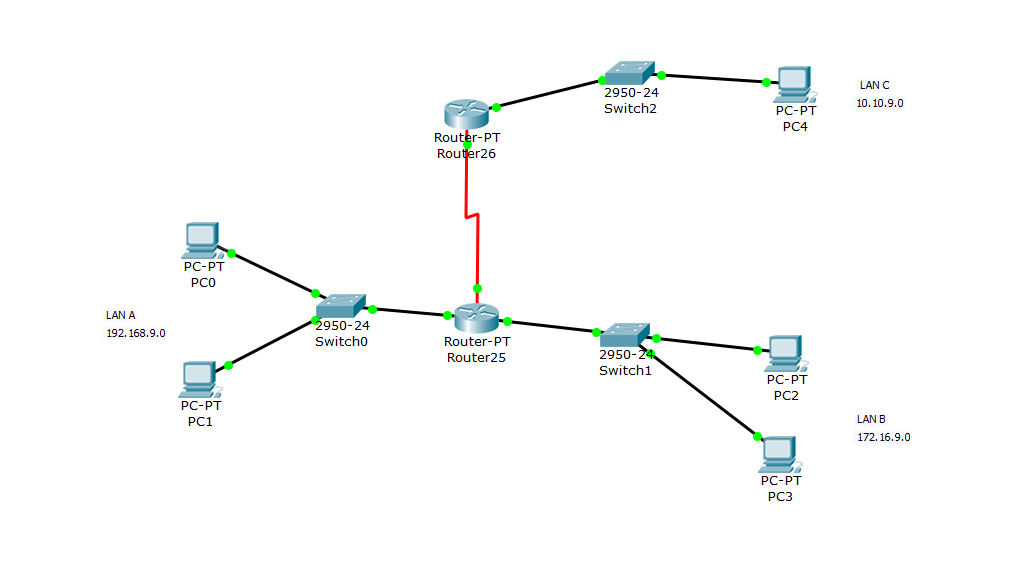 2950-24
Switch2
PC-PT
PC4
LAN C
10.10.9.0
Router-PT
Router26
PC-PT
PC0
LAN A
192.168.9.0
2950-24
Switch0
Router-PT
Router25
2950-24
Switch1
PC-PT
PC2
PC-PT
PC1
LAN B
172.16.9.0
PC-PT
PC3